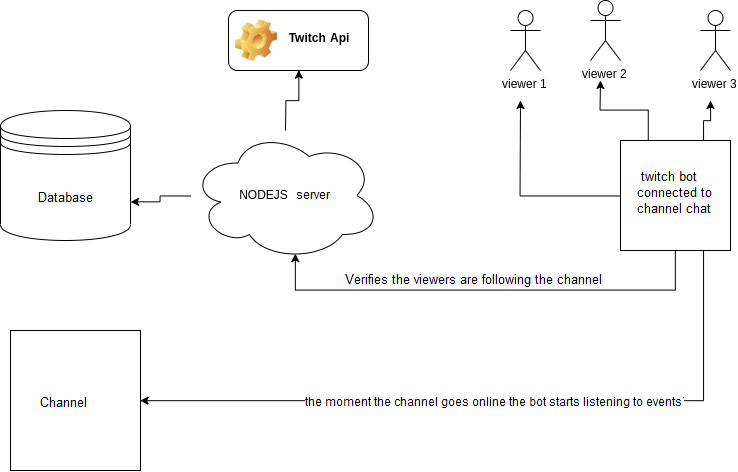 Twitch Api
viewer 1
viewer 2
viewer 3
Database
NODEJS server
twitch bot
connected to
channel chat
Verifies the viewers are following the channel
Channel
the moment the channel goes online the bot starts listening to events